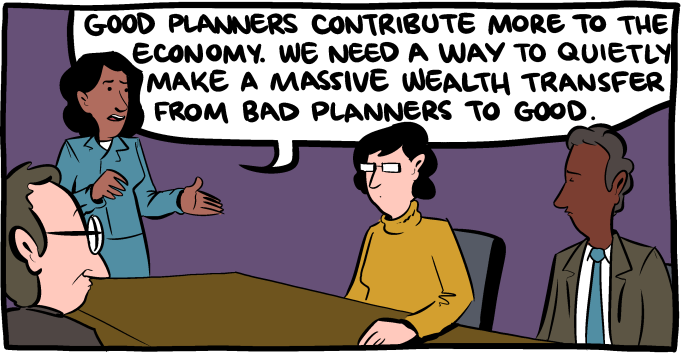 GOOD PLANNERS CONTRIBUTE MORE TO THE
ECONOMY. WE NEED A WAY TO QUIETLY
MAKE A MASSIVE WEALTH TRANSFER
FROM BAD PLANNERS TO GOOD.